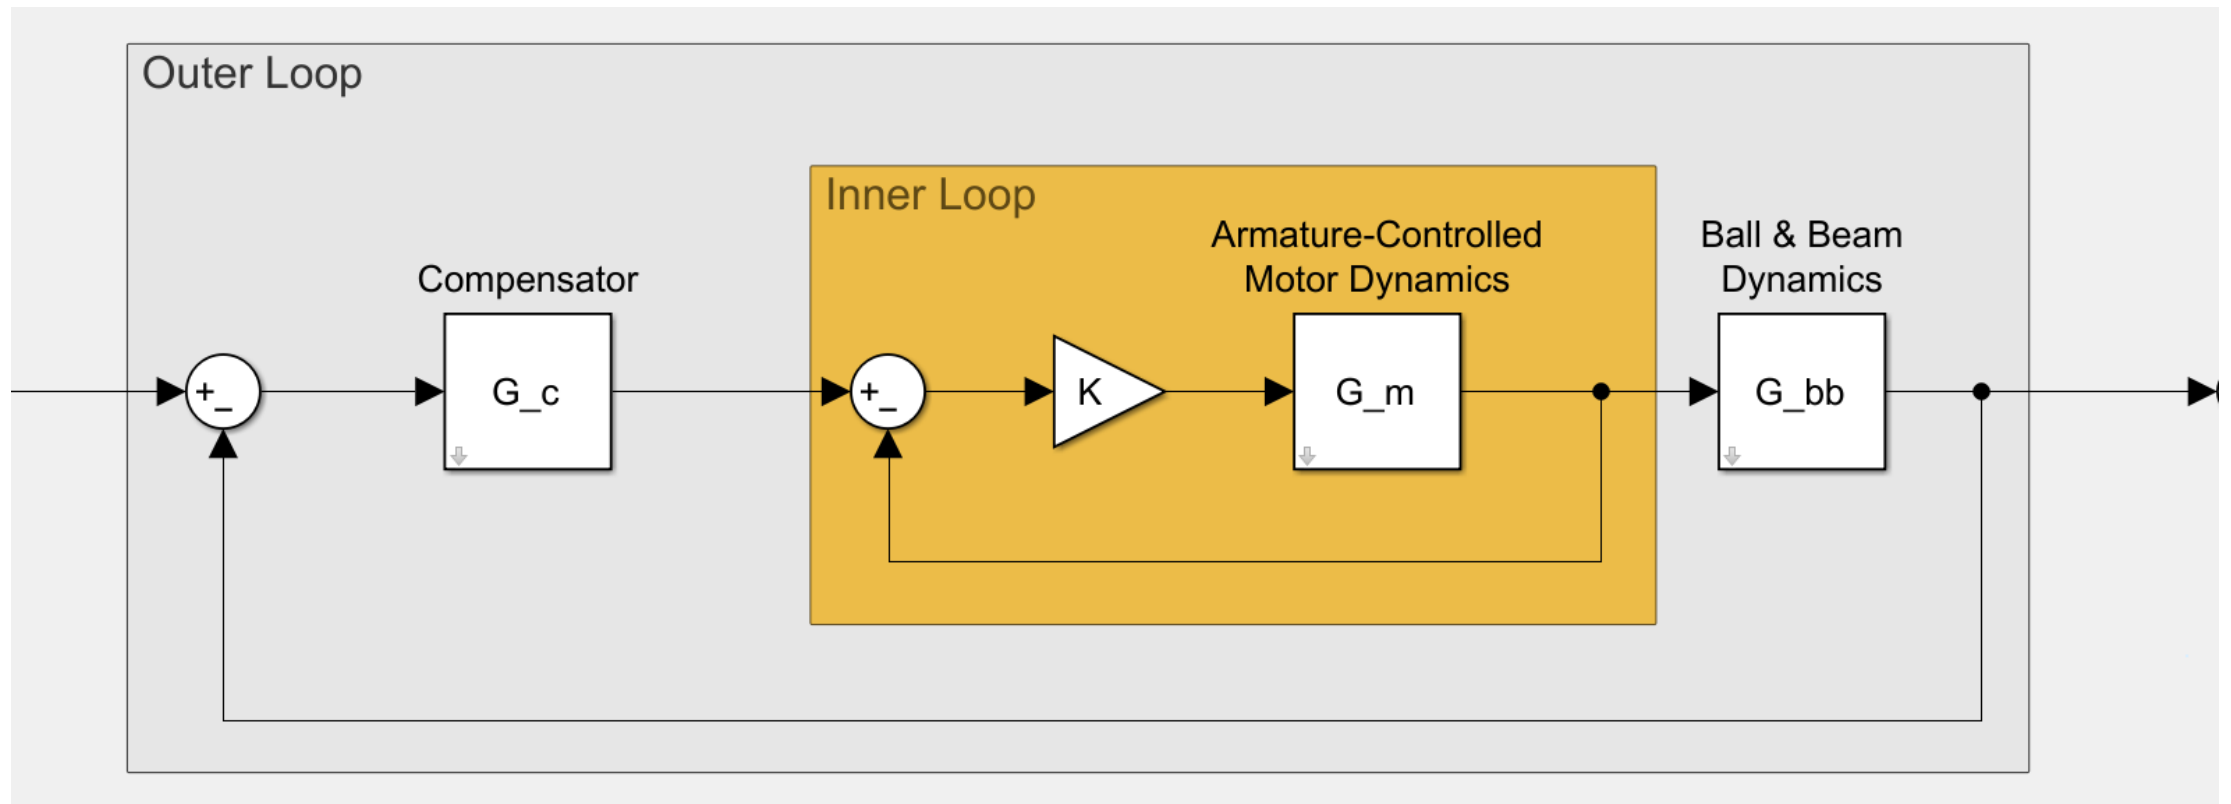 Outer Loop
Inner Loop
Armature-Controlled
Motor Dynamics
Ball & Beam
Dynamics
Compensator
+_
G_c
+_
K
G_m
G_bb